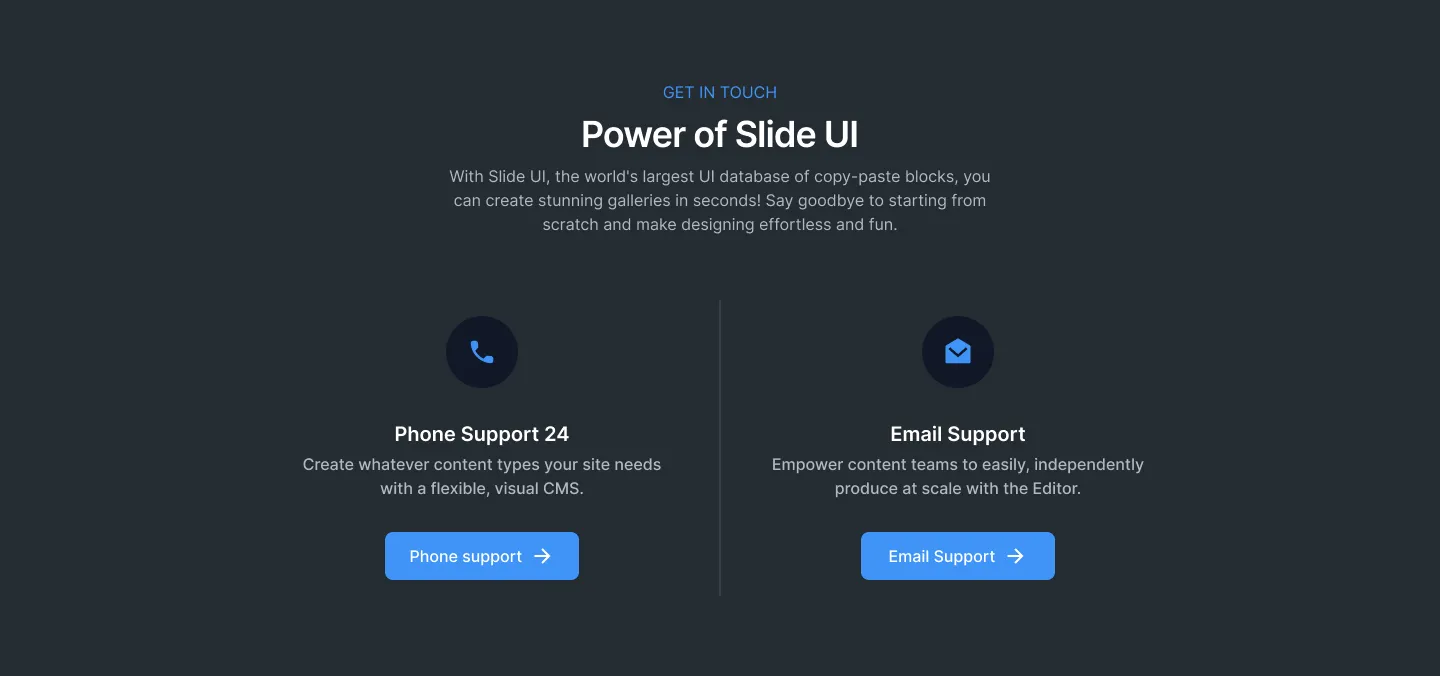 GET IN TOUCH
Power of Slide UI
With Slide UI, the world's largest UI database of copy-paste blocks, you
can create stunning galleries in seconds! Say goodbye to starting from
scratch and make designing effortless and fun.
Phone Support 24
Create whatever content types your site needs
with a flexible, visual CMS.
Phone support
Email Support
Empower content teams to easily, independently
produce at scale with the Editor.
Email Support